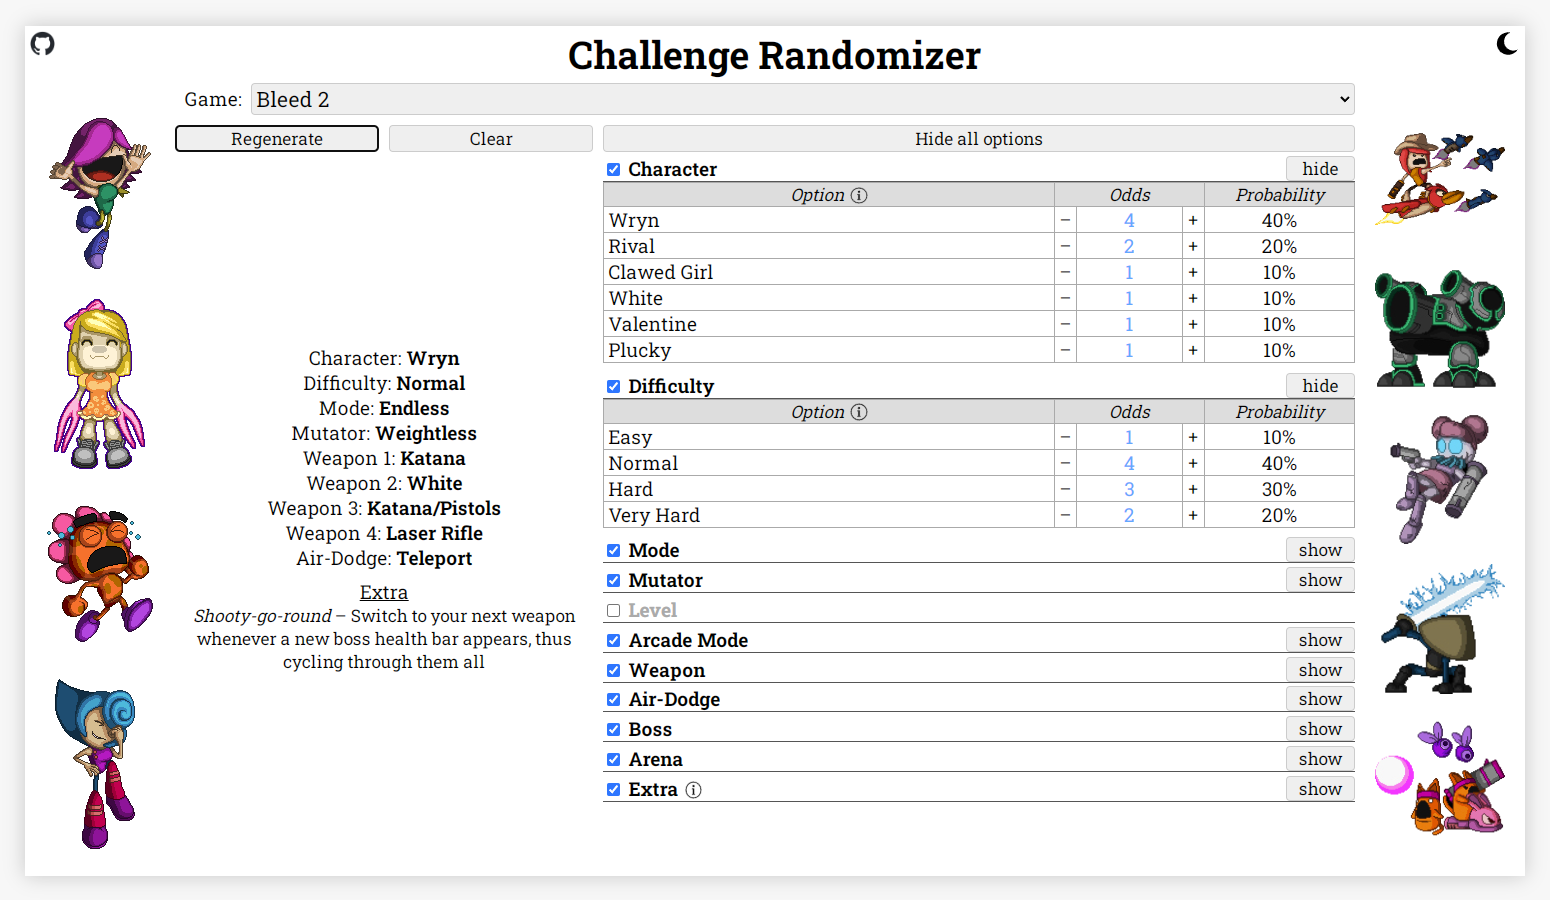 Challenge Randomizer
Game: Bleed 2
Regenerate Clear Hide all options
Character: Wryn
Difficulty: Normal
Mode: Endless
Mutator: Weightless
Weapon 1: Katana
Weapon 2: White
Weapon 3: Katana/Pistols
Weapon 4: Laser Rifle
Air-Dodge: Teleport
Extra
Shooty-go-round – Switch to your next weapon
whenever a new boss health bar appears, thus
cycling through them all
Character hide
Option Odds Probability
Wryn − 4 + 40%
Rival − 2 + 20%
Clawed Girl − 1 + 10%
White − 1 + 10%
Valentine − 1 + 10%
Plucky − 1 + 10%
Difficulty hide
Option Odds Probability
Easy − 1 + 10%
Normal − 4 + 40%
Hard − 3 + 30%
Very Hard − 2 + 20%
Mode show
Mutator show
Level
Arcade Mode show
Weapon show
Air-Dodge show
Boss show
Arena show
Extra show